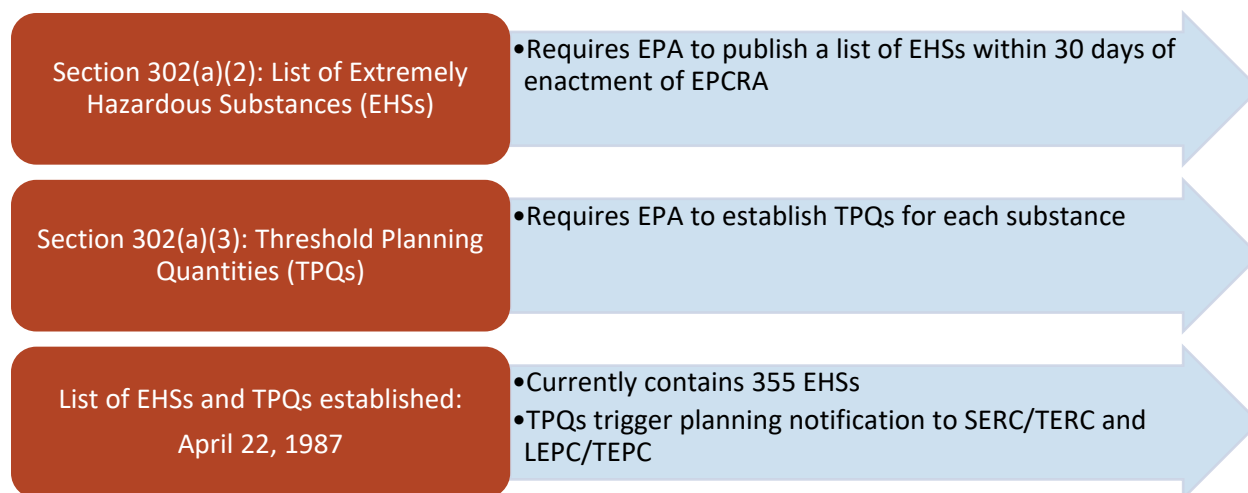 Section 302(a)(2): List of Extremely
Hazardous Substances (EHSs)
•Requires EPA to publish a list of EHSs within 30 days of
enactment of EPCRA
Section 302(a)(3): Threshold Planning
Quantities (TPQs)
•Requires EPA to establish TPQs for each substance
List of EHSs and TPQs established:
April 22, 1987
•Currently contains 355 EHSs
•TPQs trigger planning notification to SERC/TERC and
LEPC/TEPC